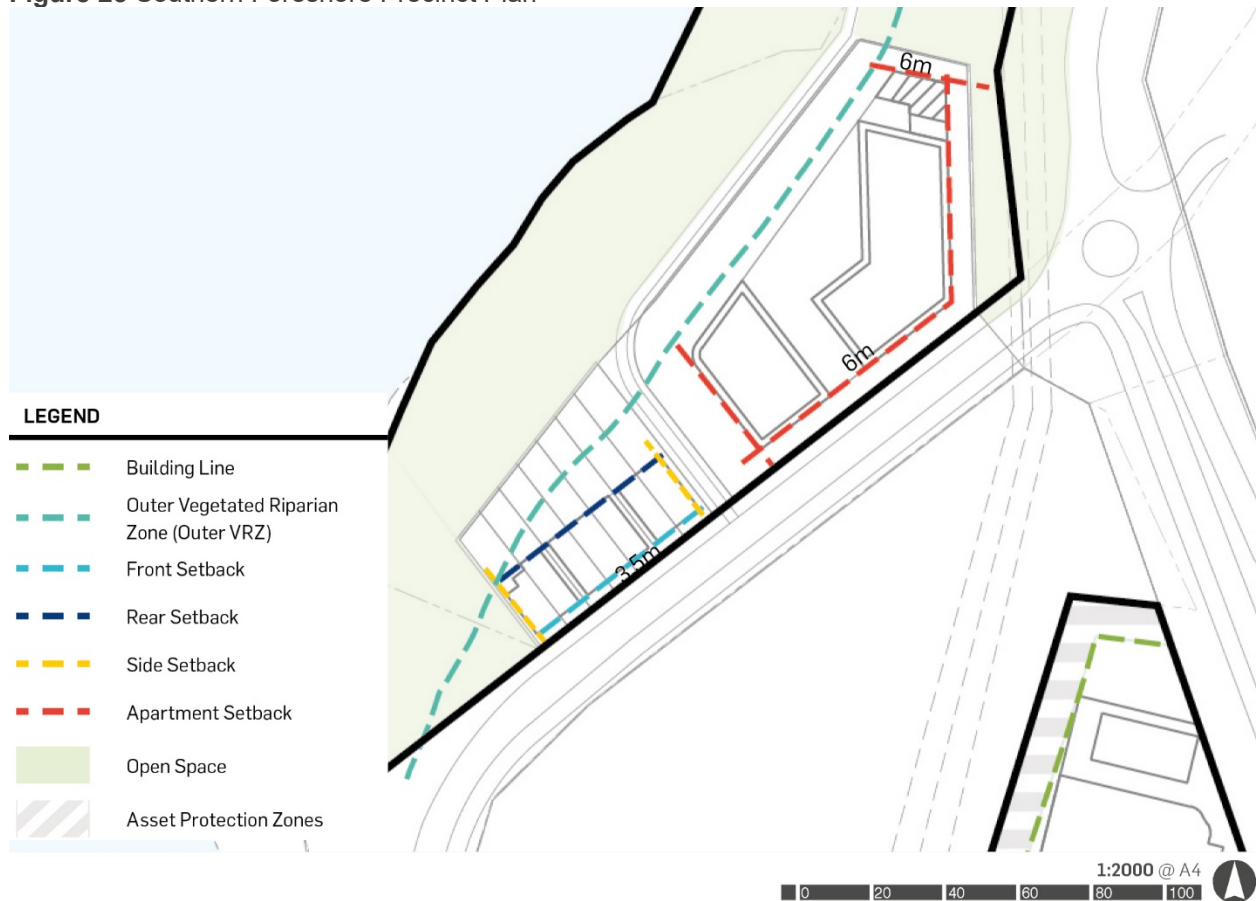 6m
6m
3.5m
LEGEND
Building Line
Outer Vegetated Riparian
Zone (Outer VRZ)
Front Setback
Rear Setback
Side Setback
Apartment Setback
Open Space
Asset Protection Zones
1:2000 @ A4
0 20 40 60 80 100